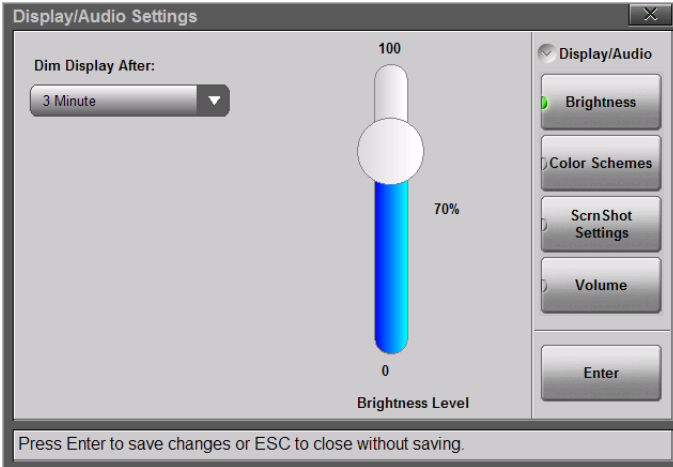 Display/Audio Settings
Dim Display After:
3 Minute
100
70%
0
Brightness Level
Display/Audio
Brightness
Color Schemes
ScrnShot
Settings
Volume
Enter
Press Enter to save changes or ESC to close without saving.